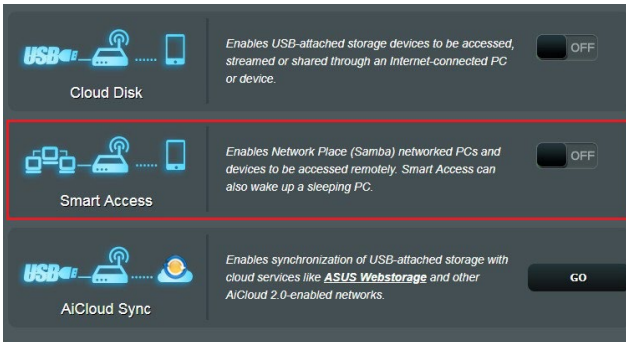 Enables USB-attached storage devices to be accessed,
streamed or shared through an Internet-connected PC
or device.
OFF
USB
Cloud Disk
Enables Network Place (Samba) networked PCs and
devices to be accessed remotely. Smart Access can
also wake up a sleeping PC.
OFF
Smart Access
Enables synchronization of USB-attached storage with
cloud services like ASUS Webstorage and other
AiCloud 2.0-enabled networks.
GO
USB
AiCloud Sync